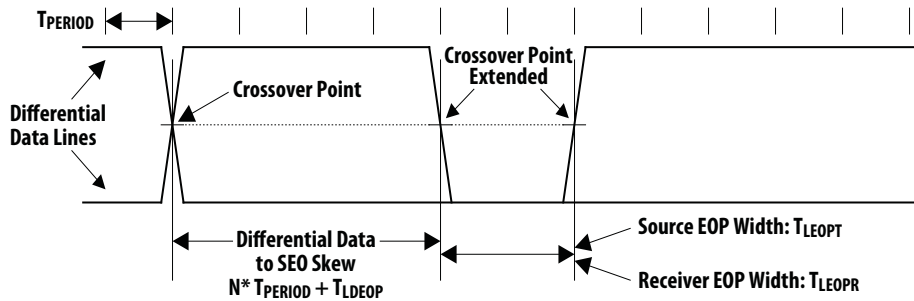 TPERIOD
Differential
Data Lines
Crossover Point
Crossover Point
Extended
Differential Data
to SEO Skew
N* TPERIOD + TLDEOP
Source EOP Width: TLEOPT
Receiver EOP Width: TLEOPR